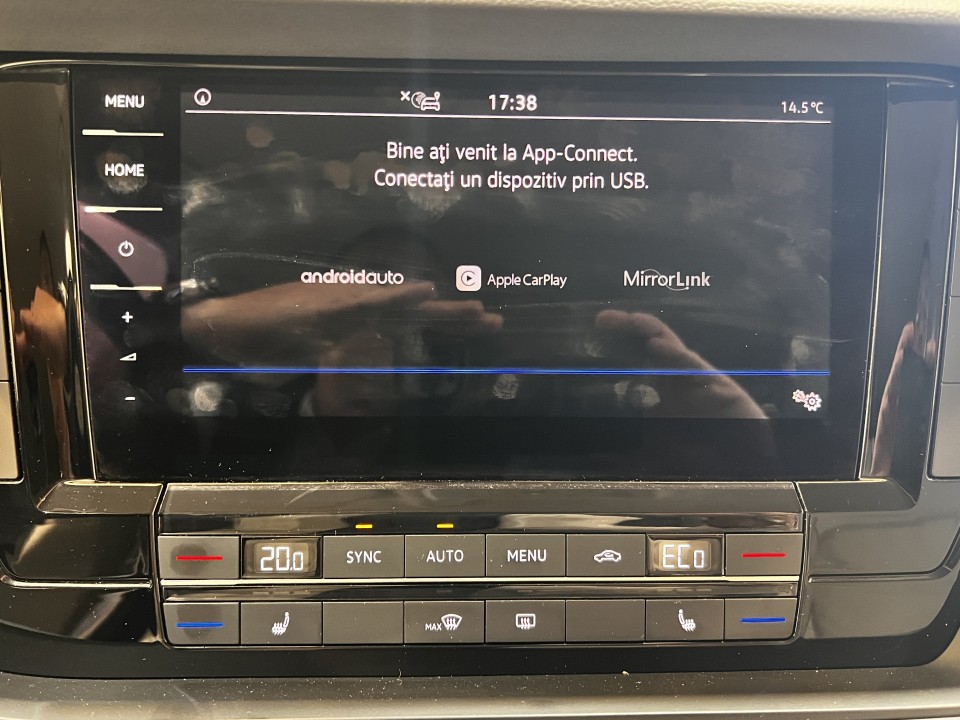 MENU
17:38
14.5°C
HOME
Bine aţi venit la App-Connect.
Conectaţi un dispozitiv prin USB.
androidauto
Apple CarPlay
MirrorLink
+
-
20.0
SYNC
AUTO
MENU
ECo
MAX